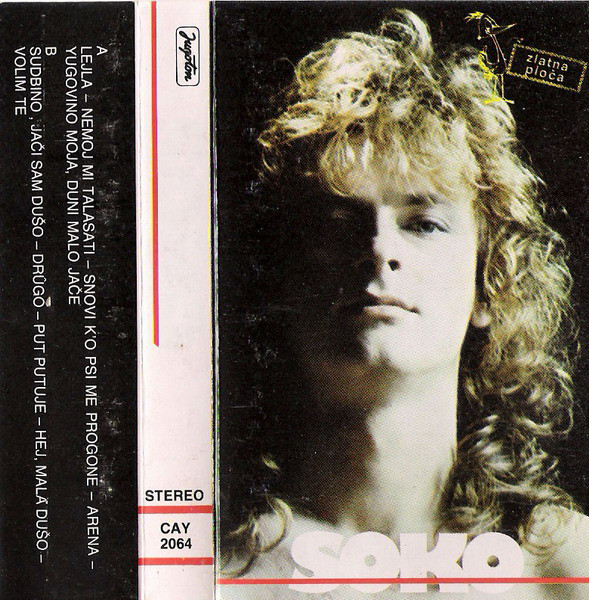 A
LEJLA – NEMOJ MI TALASATI – SNOVI K'O PSI ME PROGONE – ARENA –
YUGOVINO MOJA, DUNI MALO JAČE
B
SUDBINO, JAČI SAM DUŠO – DRUGO – PUT PUTUJE – HEJ, MALA DUŠO –
VOLIM TE
Jugoton
STEREO
CAY
2064
zlatna
ploča
SOKO